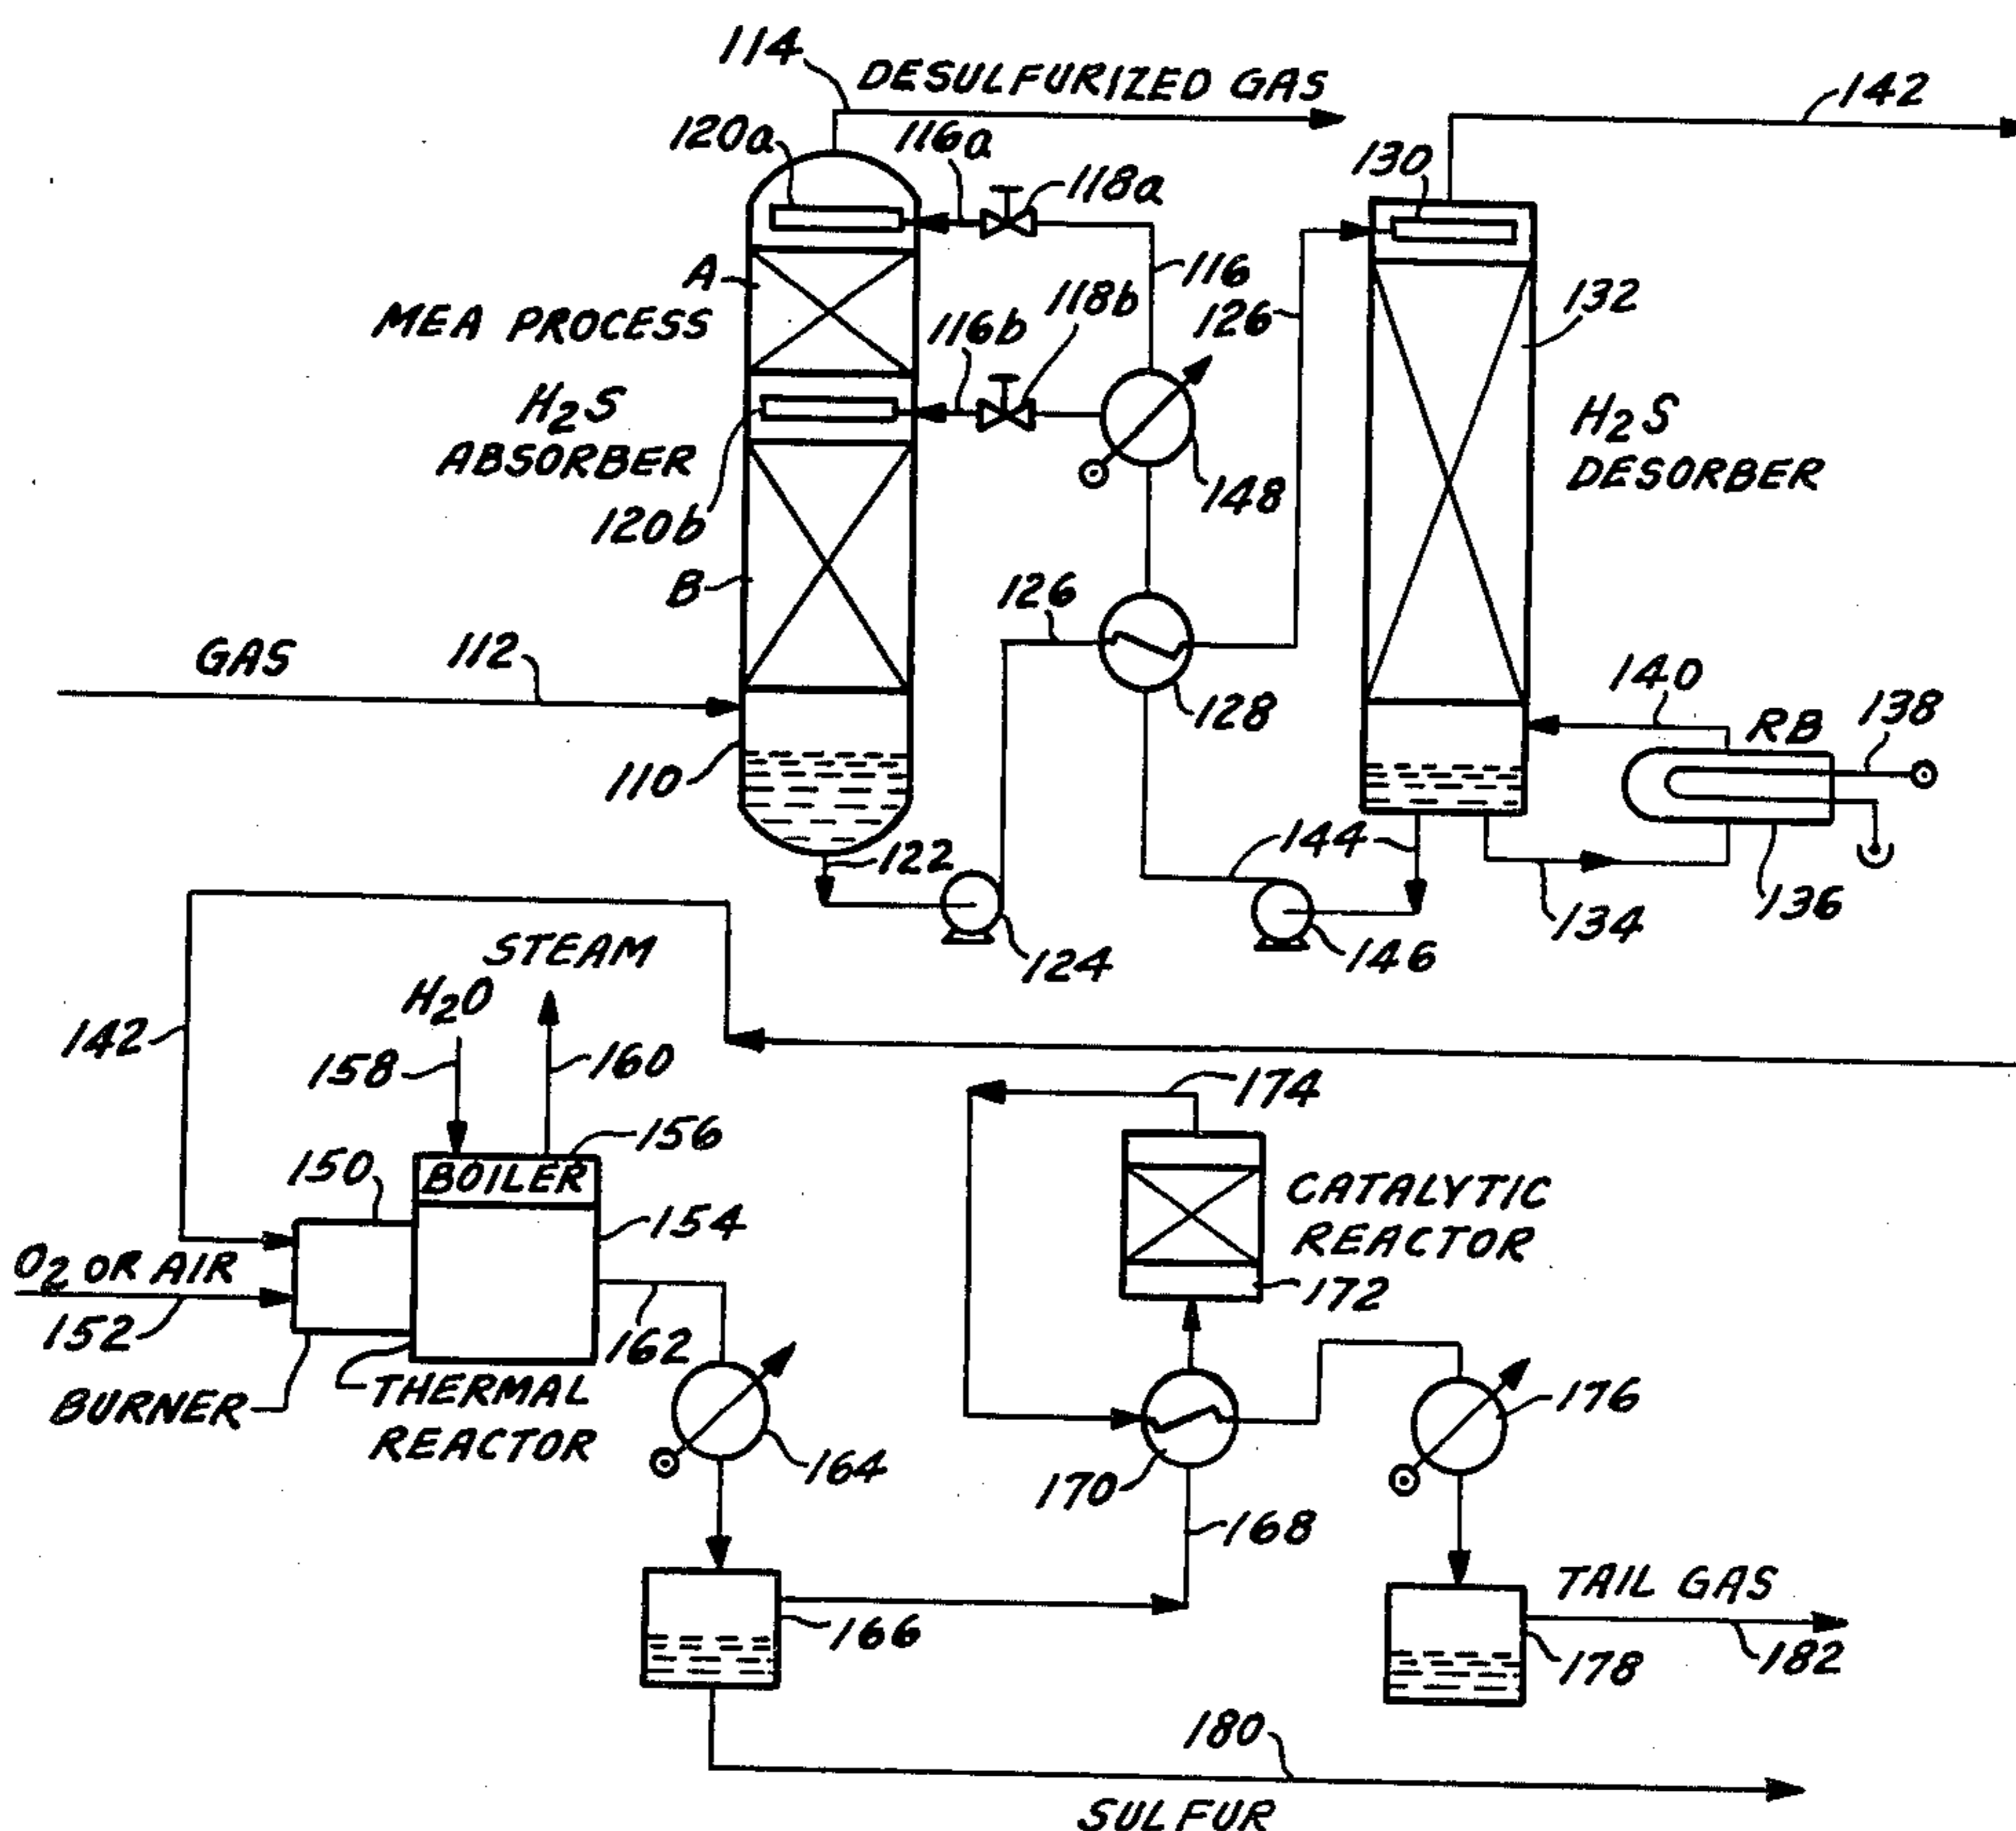 114
DESULFURIZED GAS
142
120a
116a
118a
130
A
116
132
MEA PROCESS
116b
118b
126
H2S
ABSORBER
H2S
DESORBER
120b
148
B
126
GAS
112
128
140
RB
138
110
122
144
136
134
STEAM
124
146
H2O
142
158
160
174
156
150
BOILER
CATALYTIC
REACTOR
154
O2 OR AIR
172
152
162
BURNER
THERMAL
REACTOR
176
164
170
168
TAIL GAS
166
178
182
180
SULFUR